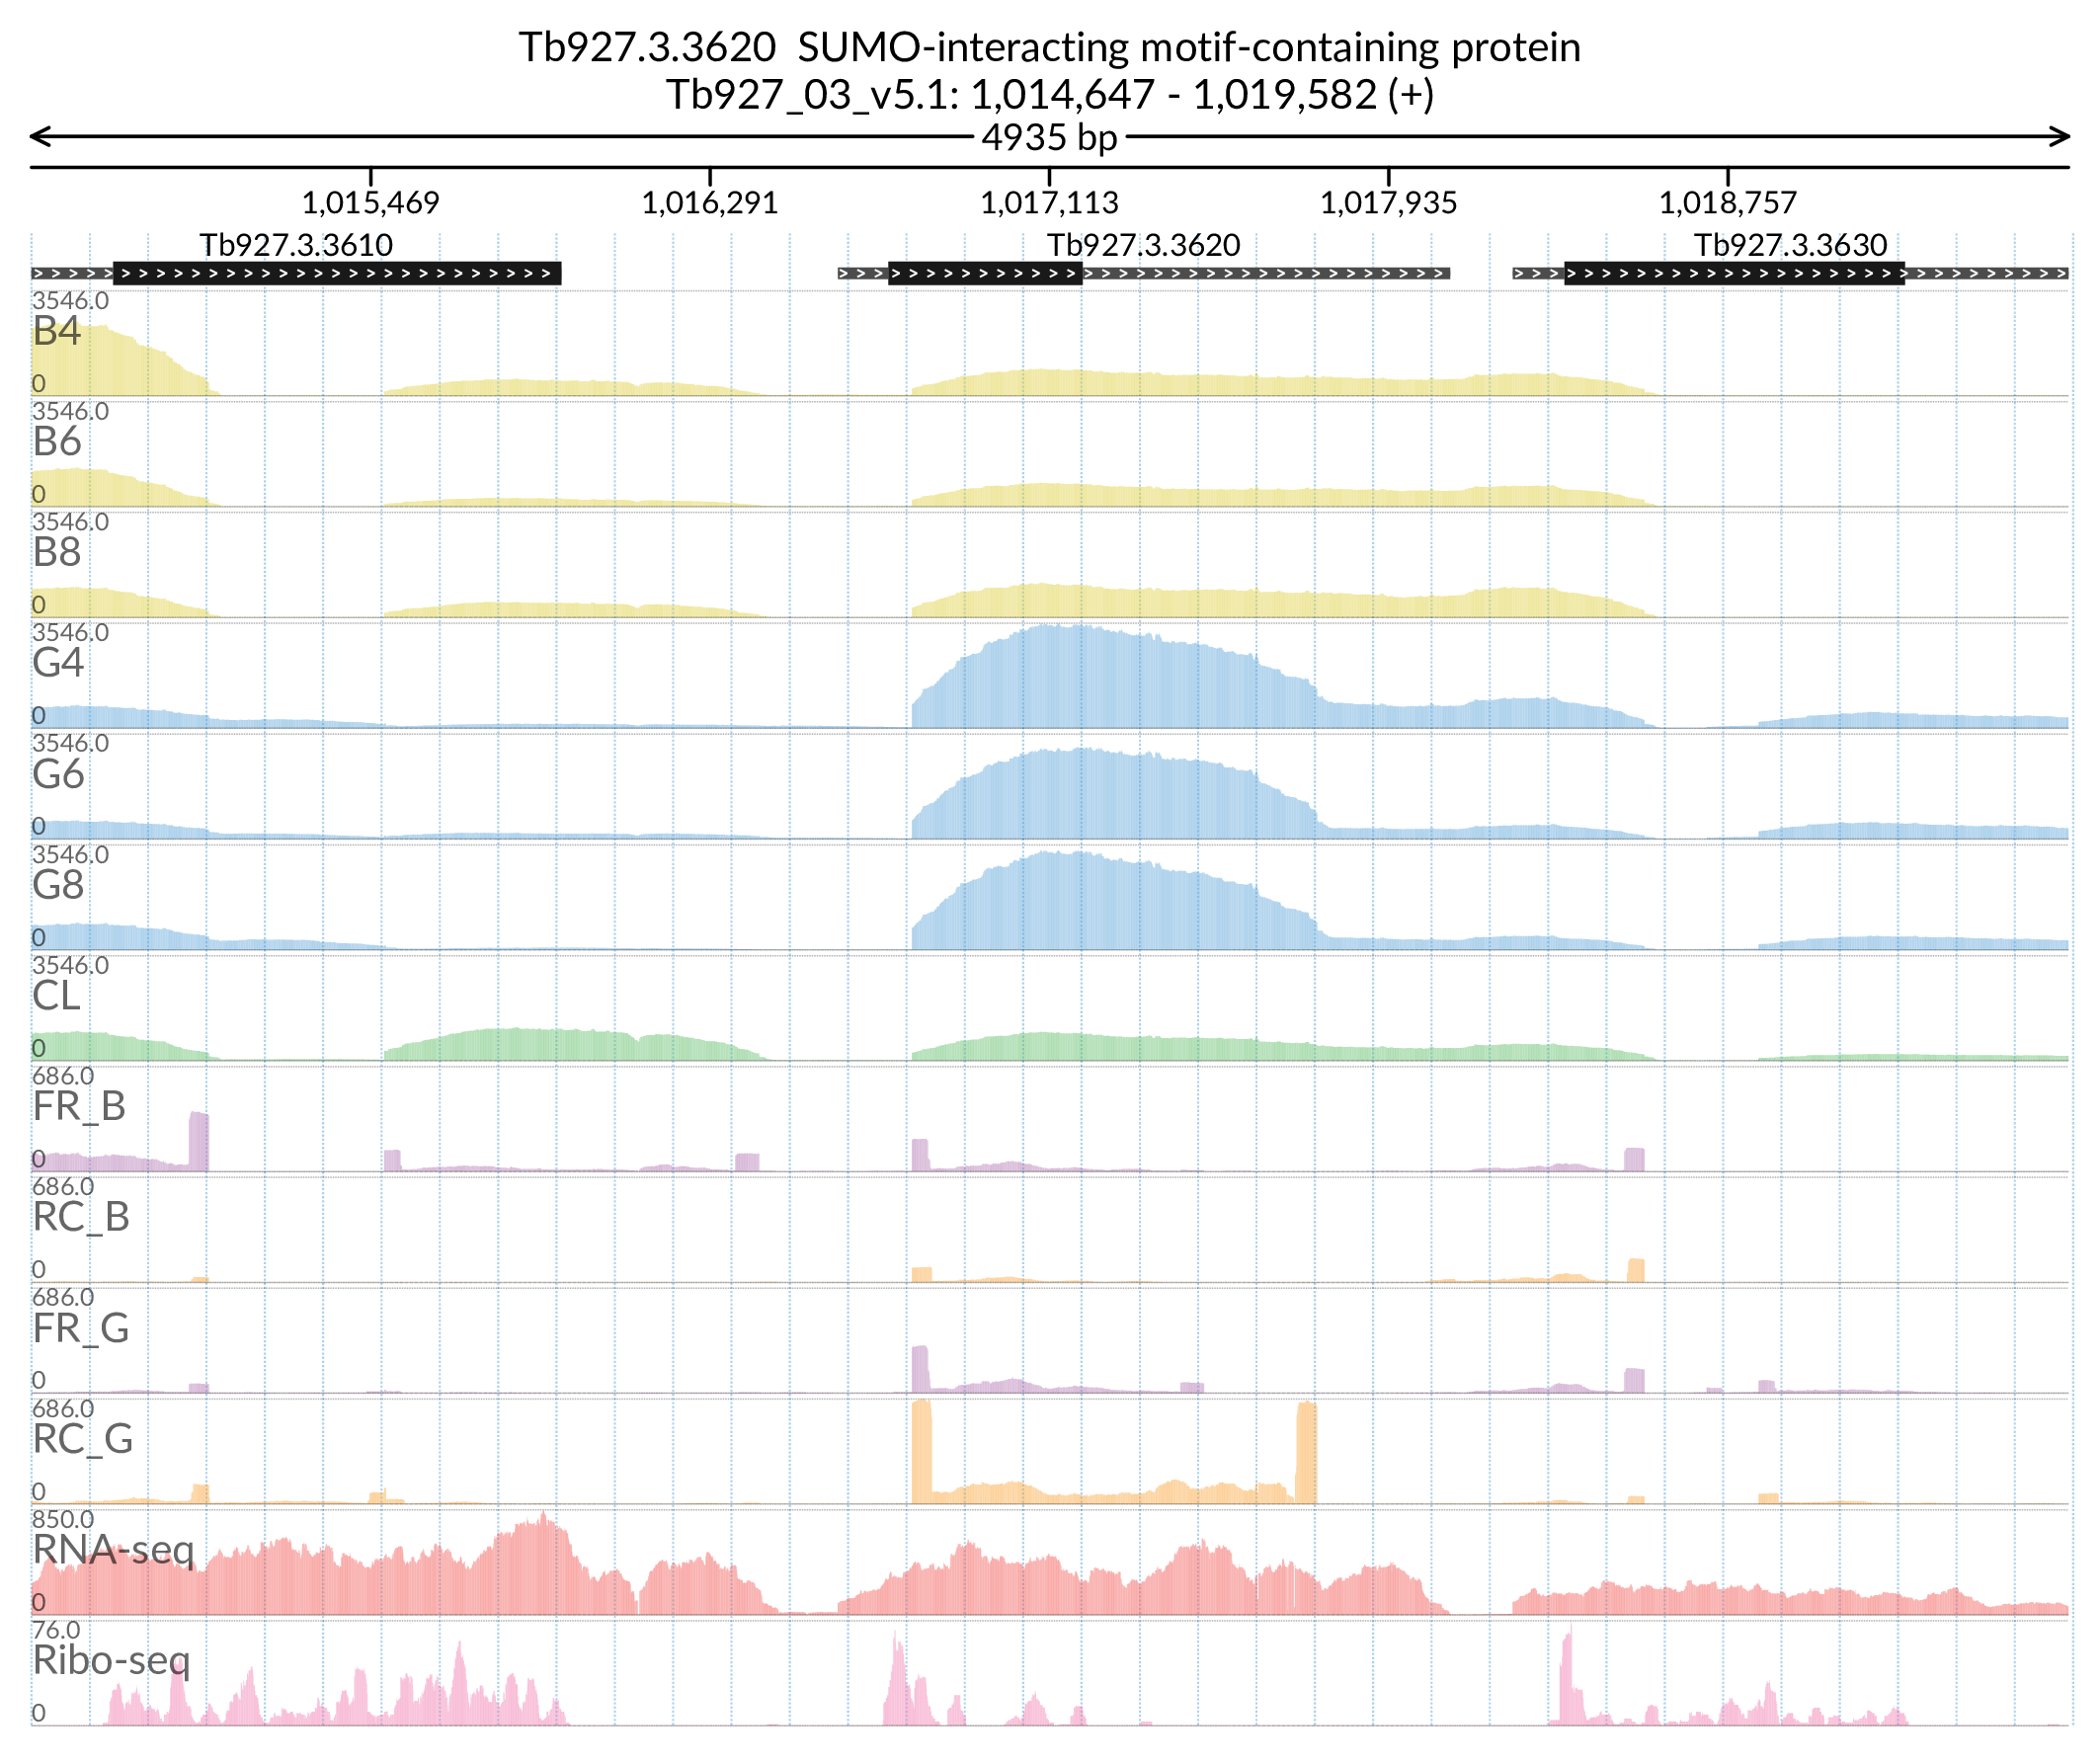 Tb927.3.3620  SUMO-interacting motif-containing protein
Tb927_03_v5.1: 1,014,647 - 1,019,582 (+)
4935 bp
1,015,469 1,016,291 1,017,113 1,017,935 1,018,757
Tb927.3.3610 Tb927.3.3620 Tb927.3.3630
3546.0
B4
0
3546.0
B6
0
3546.0
B8
0
3546.0
G4
0
3546.0
G6
0
3546.0
G8
0
3546.0
CL
0
686.0
FR_B
0
686.0
RC_B
0
686.0
FR_G
0
686.0
RC_G
0
850.0
RNA-seq
0
76.0
Ribo-seq
0